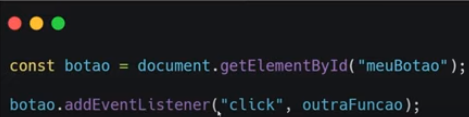 const botao = document.getElementById("meuBotao");
botao.addEventListener("click", outraFuncao);